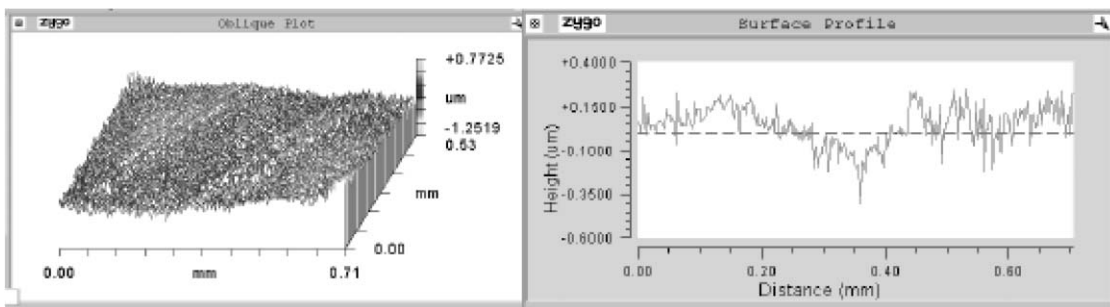 zygo Oblique Plot
+0.7725
um
-1.2519
0.53
mm
0.00
0.00 mm 0.71
zygo Surface Profile
+0.4000
+0.1500
-0.1000
-0.3500
-0.6000
Height (um)
0.00 0.20 0.40 0.60
Distance (mm)